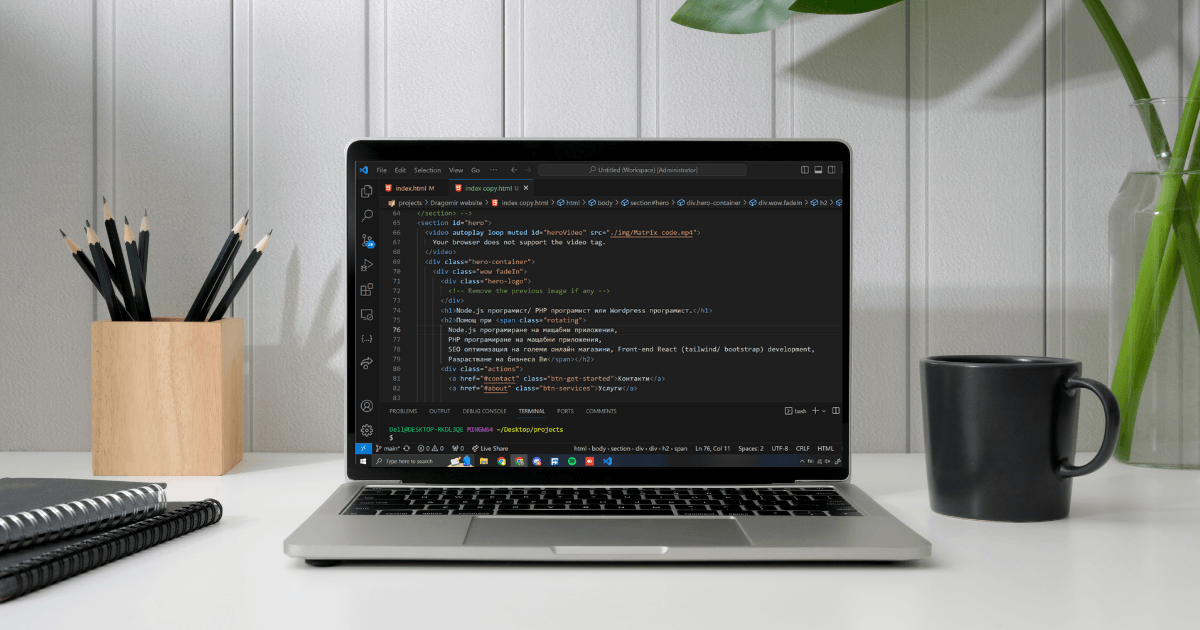 File Edit Selection View Go ··· Untitled (Workspace) [Administrator]
index.html M index copy.html U
projects > Dragomir website > index copy.html > html > body > section#hero > div.hero-container > div.wow.fadeIn > h2 >
64 </section> -->
65 <section id="hero">
66 <video autoplay loop muted id="heroVideo" src="./img/Matrix code.mp4">
67 Your browser does not support the video tag.
68 </video>
69 <div class="hero-container">
70 <div class="wow fadeIn">
71 <div class="hero-logo">
72 <!-- Remove the previous image if any -->
73 </div>
74 <h1>Node.js програмист/ PHP програмист или Wordpress програмист.</h1>
75 <h2>Помощ при <span class="rotating">
76 Node.js програмиране на мащабни приложения,
77 PHP програмиране на мащабни приложения,
78 SEO оптимизация на големи онлайн магазини, Front-end React (tailwind/ bootstrap) development,
79 Разрастване на бизнеса Ви</span></h2>
80 <div class="actions">
81 <a href="#contact" class="btn-get-started">Контакти</a>
82 <a href="#about" class="btn-services">Услуги</a>
83
PROBLEMS OUTPUT DEBUG CONSOLE TERMINAL PORTS COMMENTS bash
Dell@DESKTOP-RKDL3QE MINGW64 ~/Desktop/projects
$
main* 0 0 0 Live Share html › body › section › div › div › h2 › span Ln 76, Col 11 Spaces: 2 UTF-8 CRLF HTML
Type here to search